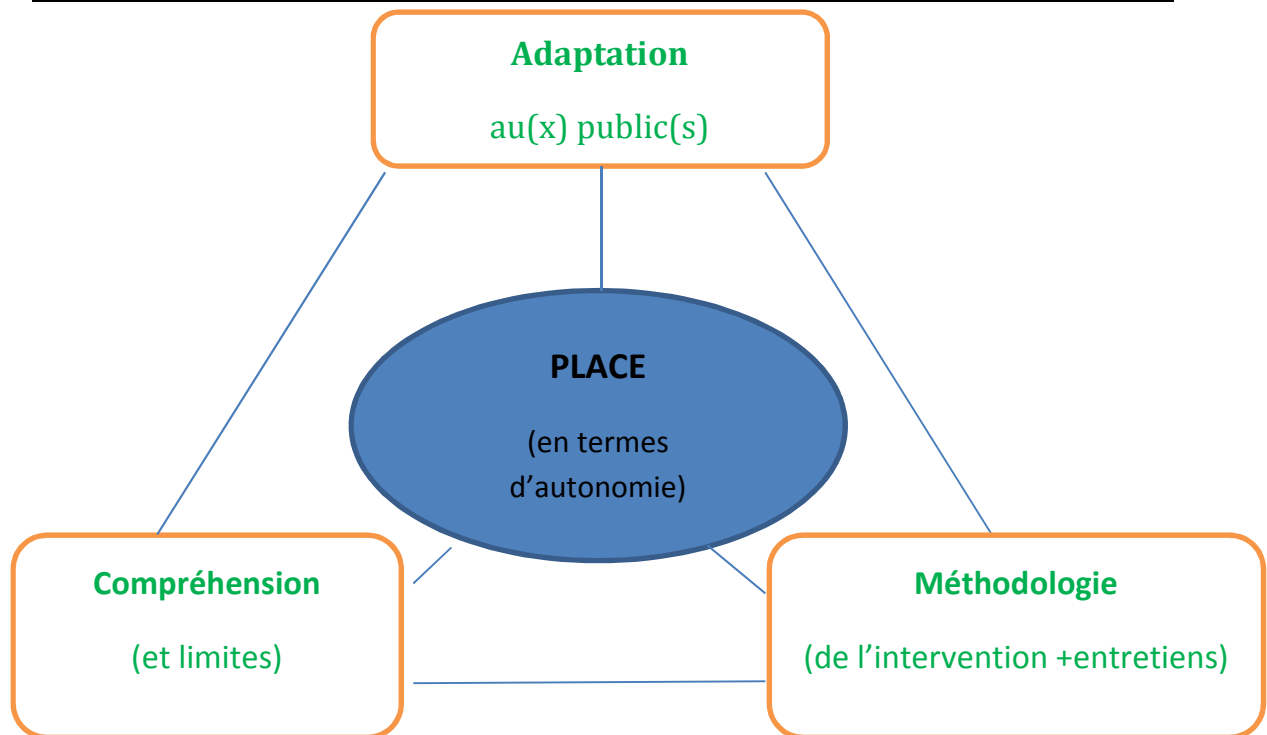 Adaptation
au(x) public(s)
PLACE
(en termes
d’autonomie)
Compréhension
(et limites)
Méthodologie
(de l’intervention +entretiens)